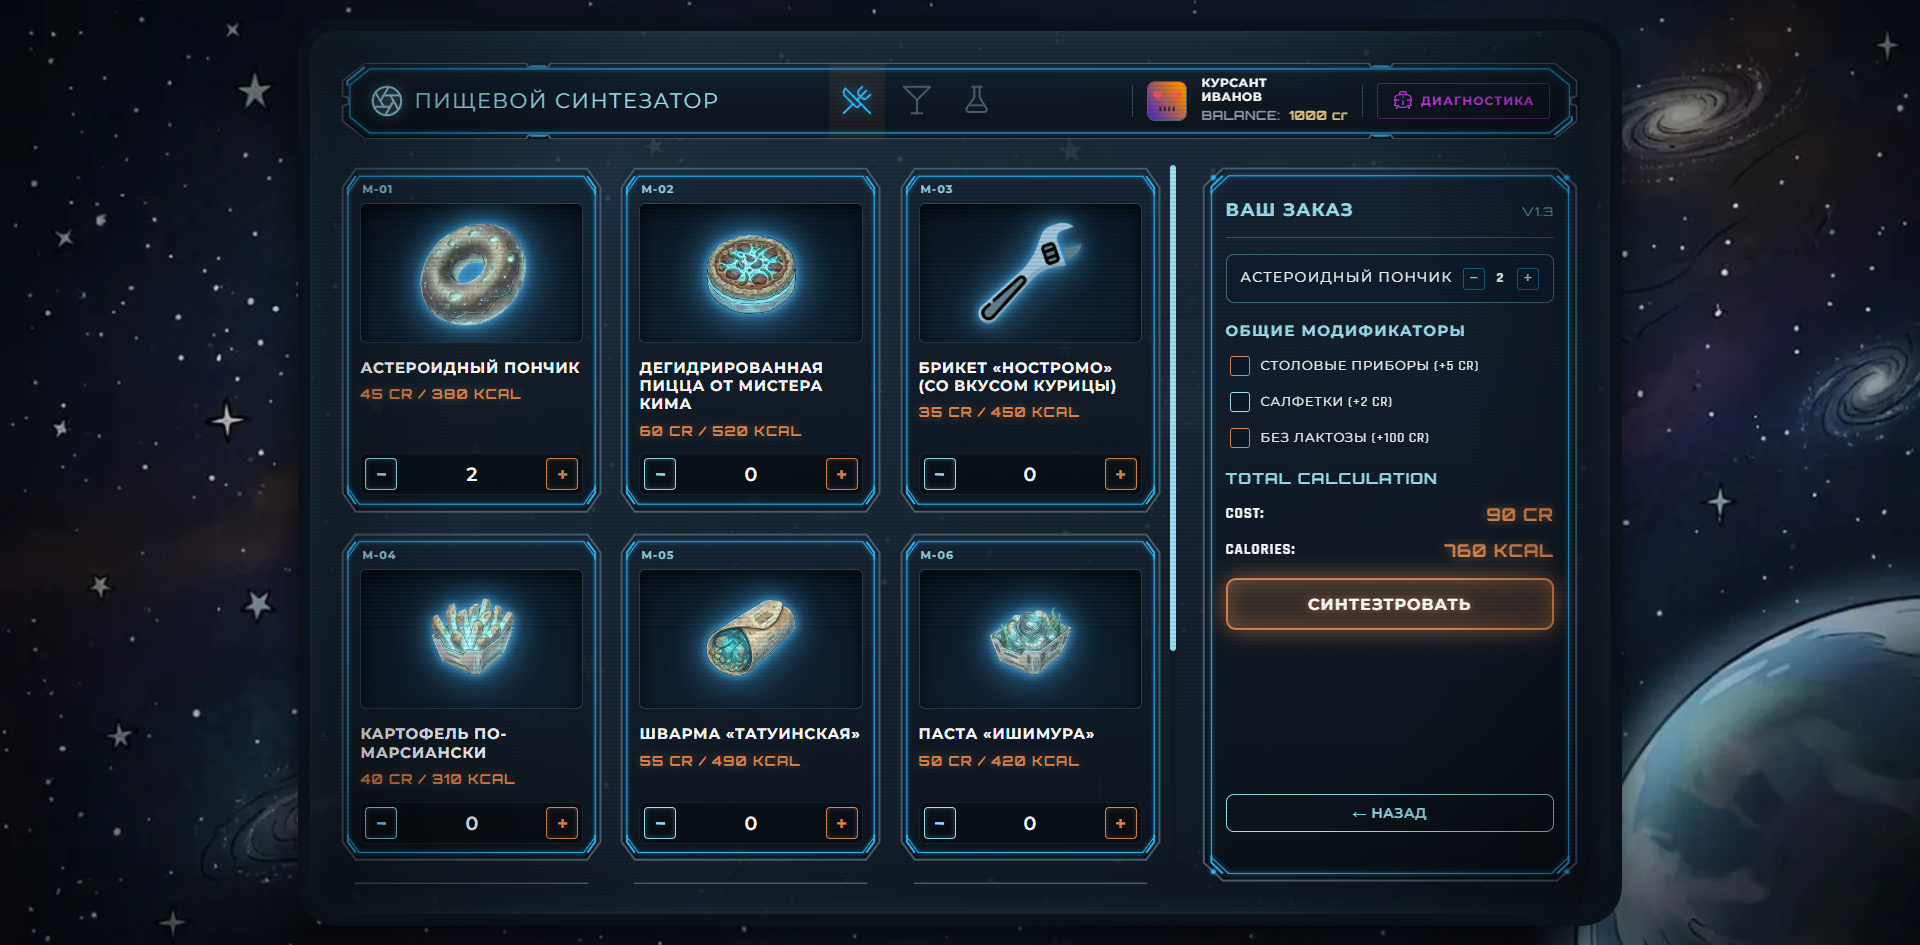 ПИЩЕВОЙ СИНТЕЗАТОР
КУРСАНТ
ИВАНОВ
BALANCE: 1000 cr
ДИАГНОСТИКА
M-01
АСТЕРОИДНЫЙ ПОНЧИК
45 CR / 380 KCAL
− 2 +
M-02
ДЕГИДРИРОВАННАЯ
ПИЦЦА ОТ МИСТЕРА
КИМА
60 CR / 520 KCAL
− 0 +
M-03
БРИКЕТ «НОСТРОМО»
(СО ВКУСОМ КУРИЦЫ)
35 CR / 450 KCAL
− 0 +
M-04
КАРТОФЕЛЬ ПО-
МАРСИАНСКИ
40 CR / 310 KCAL
− 0 +
M-05
ШВАРМА «ТАТУИНСКАЯ»
55 CR / 490 KCAL
− 0 +
M-06
ПАСТА «ИШИМУРА»
50 CR / 420 KCAL
− 0 +
ВАШ ЗАКАЗ
V1.3
АСТЕРОИДНЫЙ ПОНЧИК − 2 +
ОБЩИЕ МОДИФИКАТОРЫ
СТОЛОВЫЕ ПРИБОРЫ (+5 CR)
САЛФЕТКИ (+2 CR)
БЕЗ ЛАКТОЗЫ (+100 CR)
TOTAL CALCULATION
COST: 90 CR
CALORIES: 760 KCAL
СИНТЕЗТРОВАТЬ
← НАЗАД